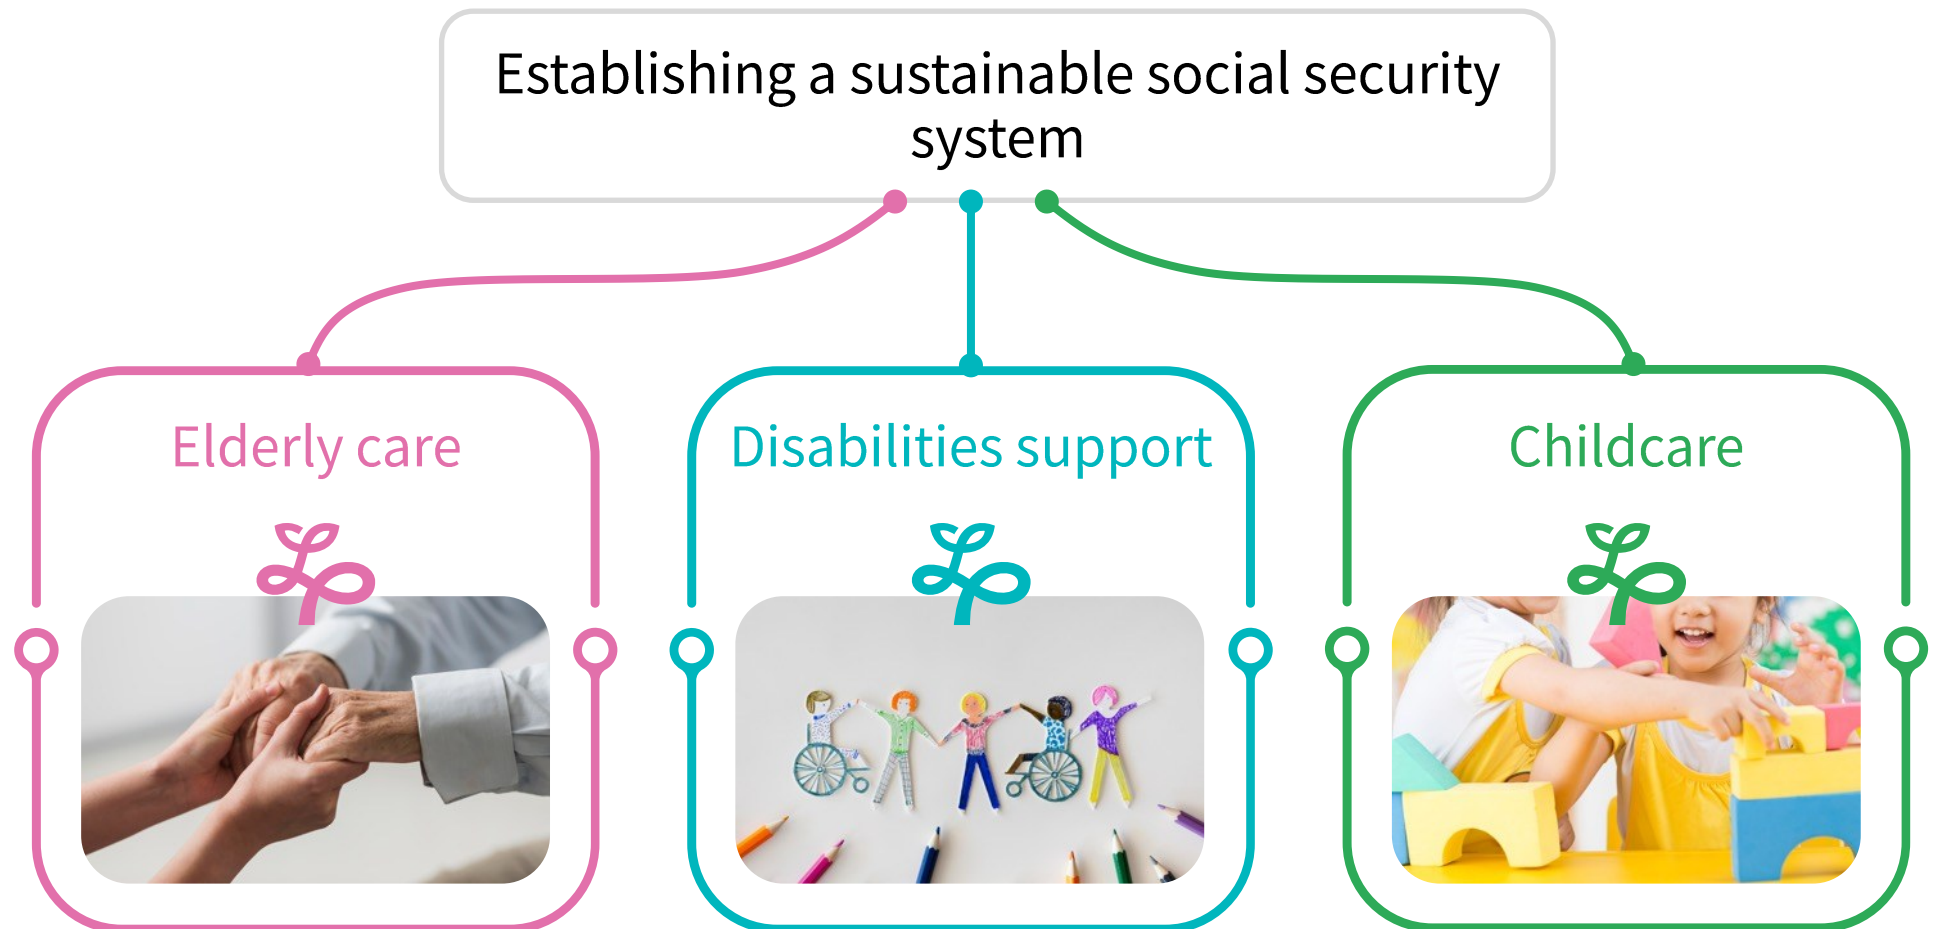 Establishing a sustainable social security
system
Elderly care
Disabilities support
Childcare